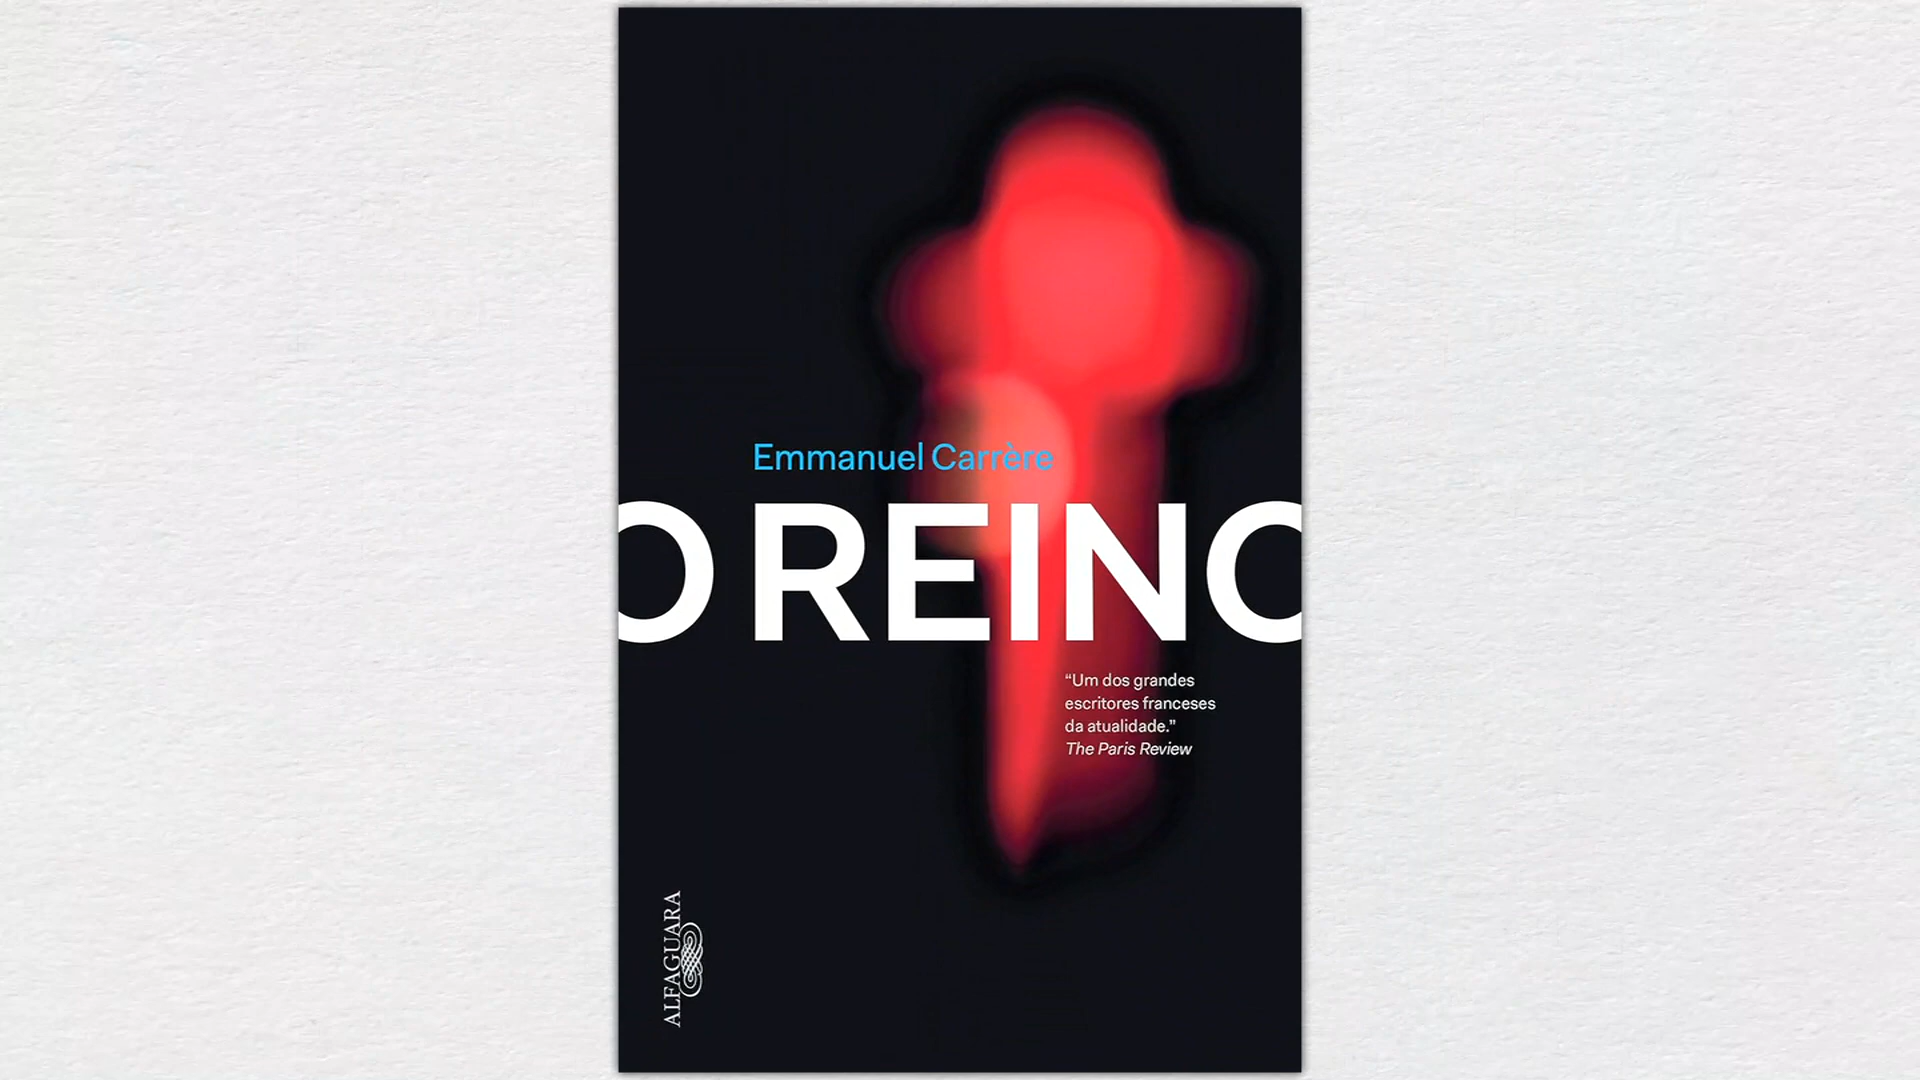 Emmanuel Carrère
O REINO
“Um dos grandes
escritores franceses
da atualidade.”
The Paris Review
ALFAGUARA